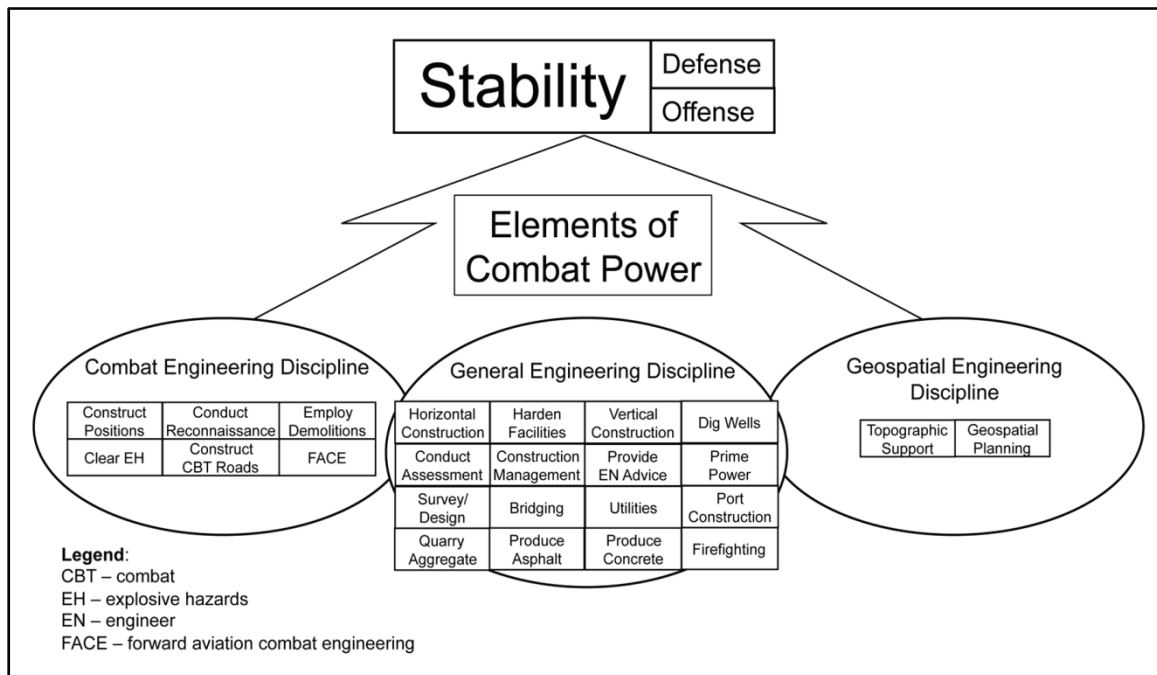 Stability
Defense
Offense
Elements of
Combat Power
Combat Engineering Discipline
Construct
Positions
Conduct
Reconnaissance
Employ
Demolitions
Clear EH
Construct
CBT Roads
FACE
General Engineering Discipline
Horizontal
Construction
Harden
Facilities
Vertical
Construction
Dig Wells
Conduct
Assessment
Construction
Management
Provide
EN Advice
Prime
Power
Survey/
Design
Bridging
Utilities
Port
Construction
Quarry
Aggregate
Produce
Asphalt
Produce
Concrete
Firefighting
Geospatial Engineering
Discipline
Topographic
Support
Geospatial
Planning
Legend:
CBT – combat
EH – explosive hazards
EN – engineer
FACE – forward aviation combat engineering